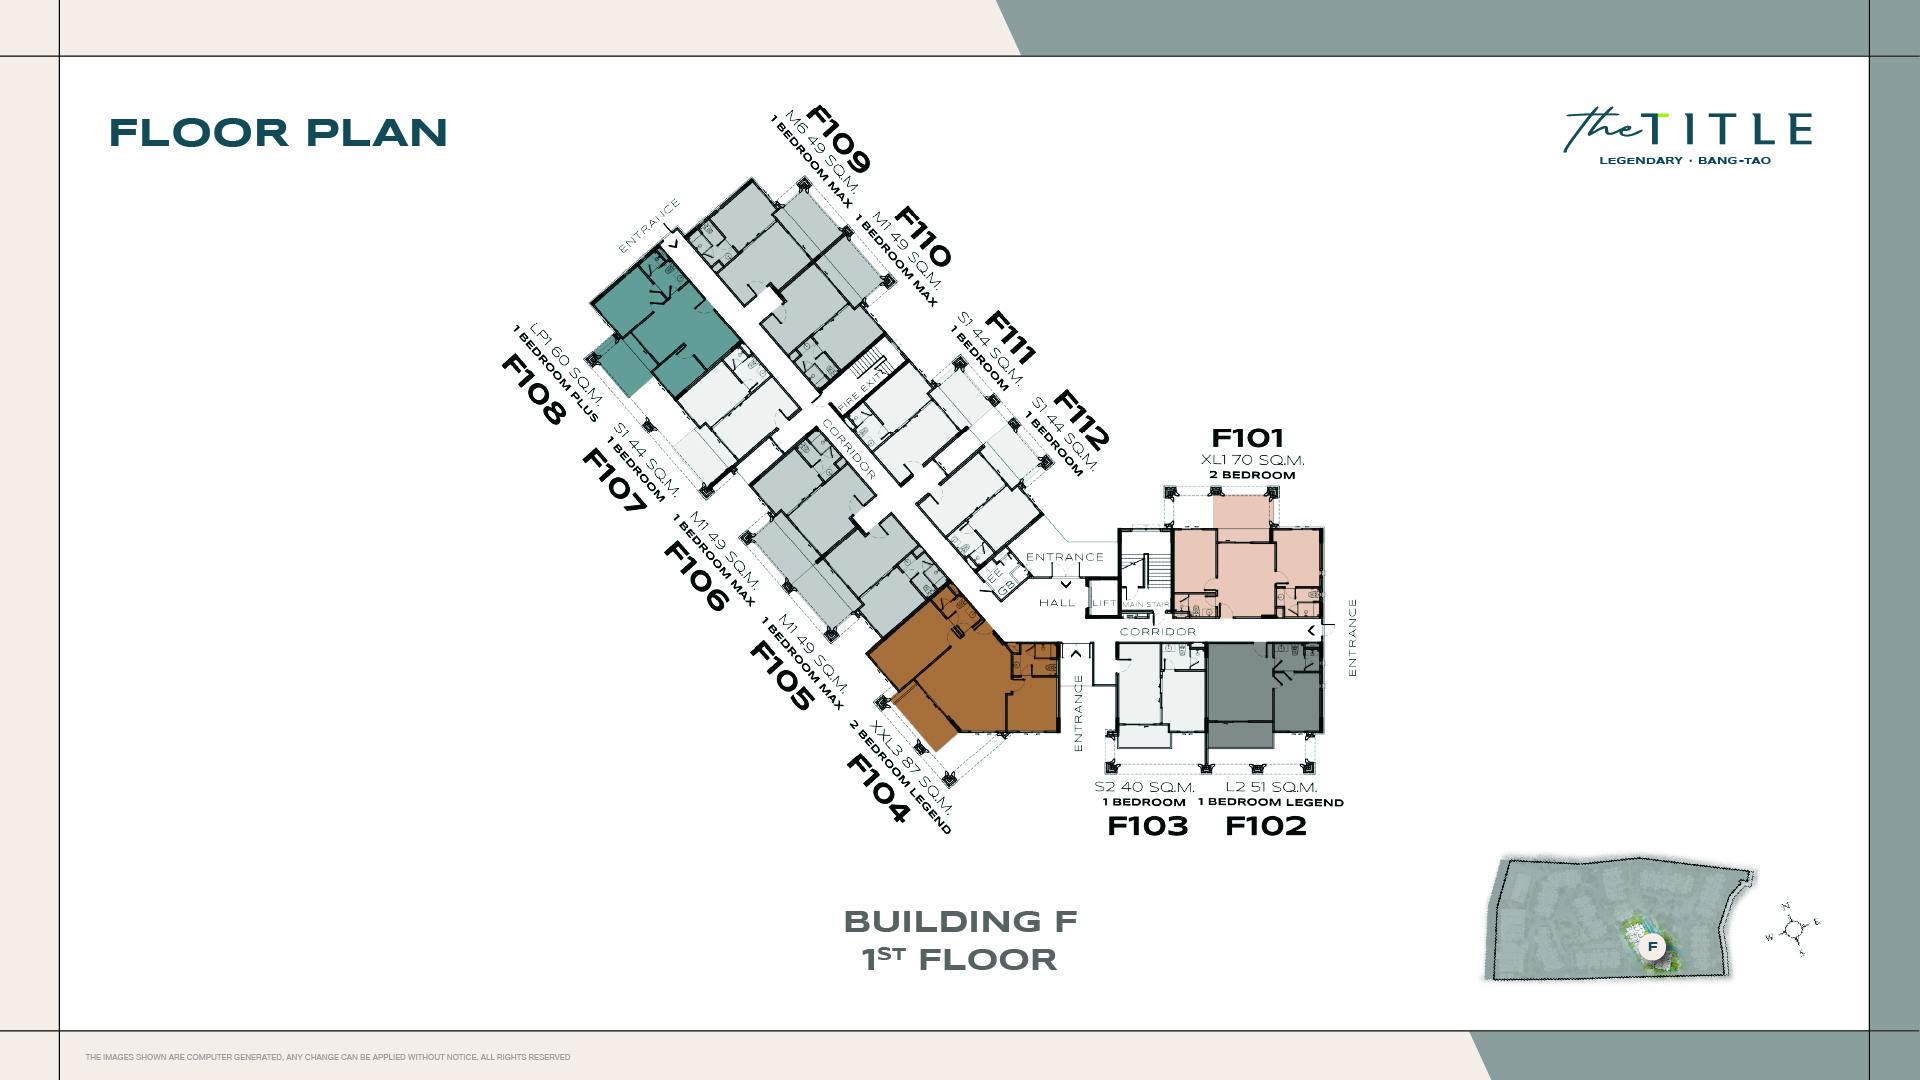 FLOOR PLAN
the TITLE
LEGENDARY · BANG-TAO
F109
M6 49 SQ.M.
1 BEDROOM MAX
F110
M1 49 SQ.M.
1 BEDROOM MAX
F111
S1 44 SQ.M.
1 BEDROOM
F112
S1 44 SQ.M.
1 BEDROOM
F101
XL1 70 SQ.M.
2 BEDROOM
ENTRANCE
LP1 60 SQ.M.
1 BEDROOM PLUS
F108
S1 44 SQ.M.
1 BEDROOM
F107
M1 49 SQ.M.
1 BEDROOM MAX
F106
M1 49 SQ.M.
1 BEDROOM MAX
F105
XXL3 87 SQ.M.
2 BEDROOM LEGEND
F104
FIRE EXIT
CORRIDOR
ENTRANCE
EE
GB
HALL
LIFT
MAIN STAIR
CORRIDOR
ENTRANCE
ENTRANCE
S2 40 SQ.M.
1 BEDROOM
F103
L2 51 SQ.M.
1 BEDROOM LEGEND
F102
BUILDING F
1ST FLOOR
F
N
E
W
S
THE IMAGES SHOWN ARE COMPUTER GENERATED, ANY CHANGE CAN BE APPLIED WITHOUT NOTICE. ALL RIGHTS RESERVED